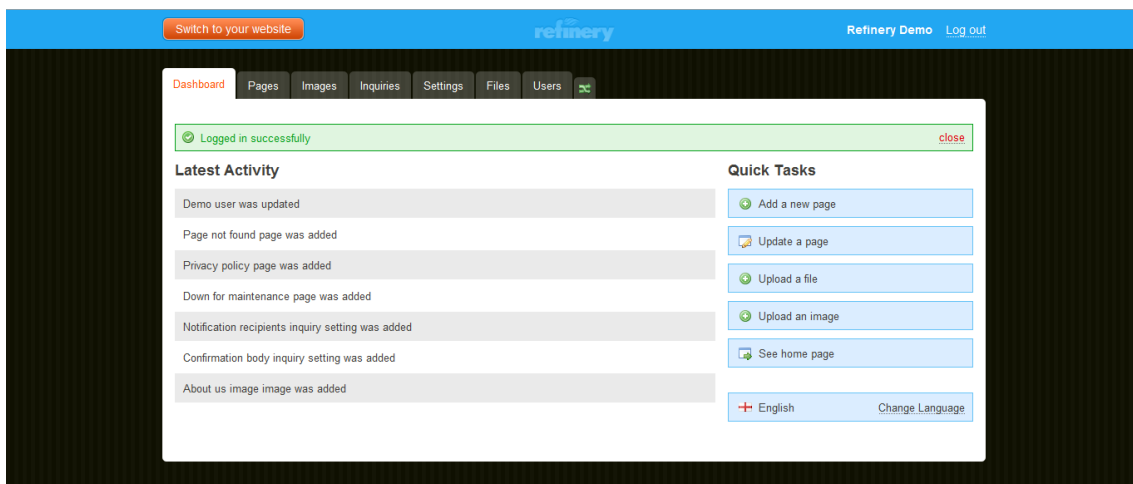 Switch to your website
refinery
Refinery Demo Log out
Dashboard Pages Images Inquiries Settings Files Users
Logged in successfully close
Latest Activity
Demo user was updated
Page not found page was added
Privacy policy page was added
Down for maintenance page was added
Notification recipients inquiry setting was added
Confirmation body inquiry setting was added
About us image image was added
Quick Tasks
Add a new page
Update a page
Upload a file
Upload an image
See home page
English Change Language